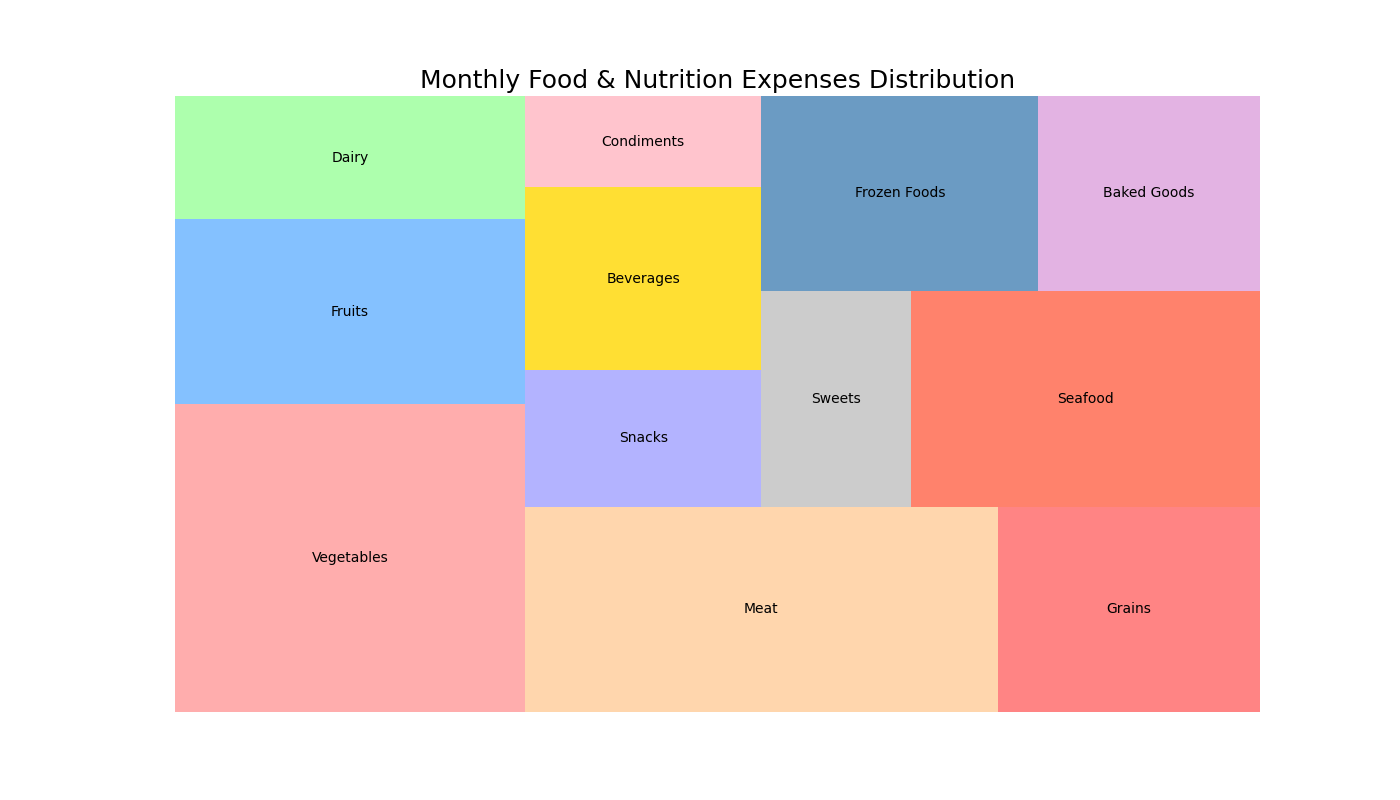 Monthly Food & Nutrition Expenses Distribution
Dairy
Condiments
Frozen Foods
Baked Goods
Beverages
Fruits
Sweets
Seafood
Snacks
Vegetables
Meat
Grains